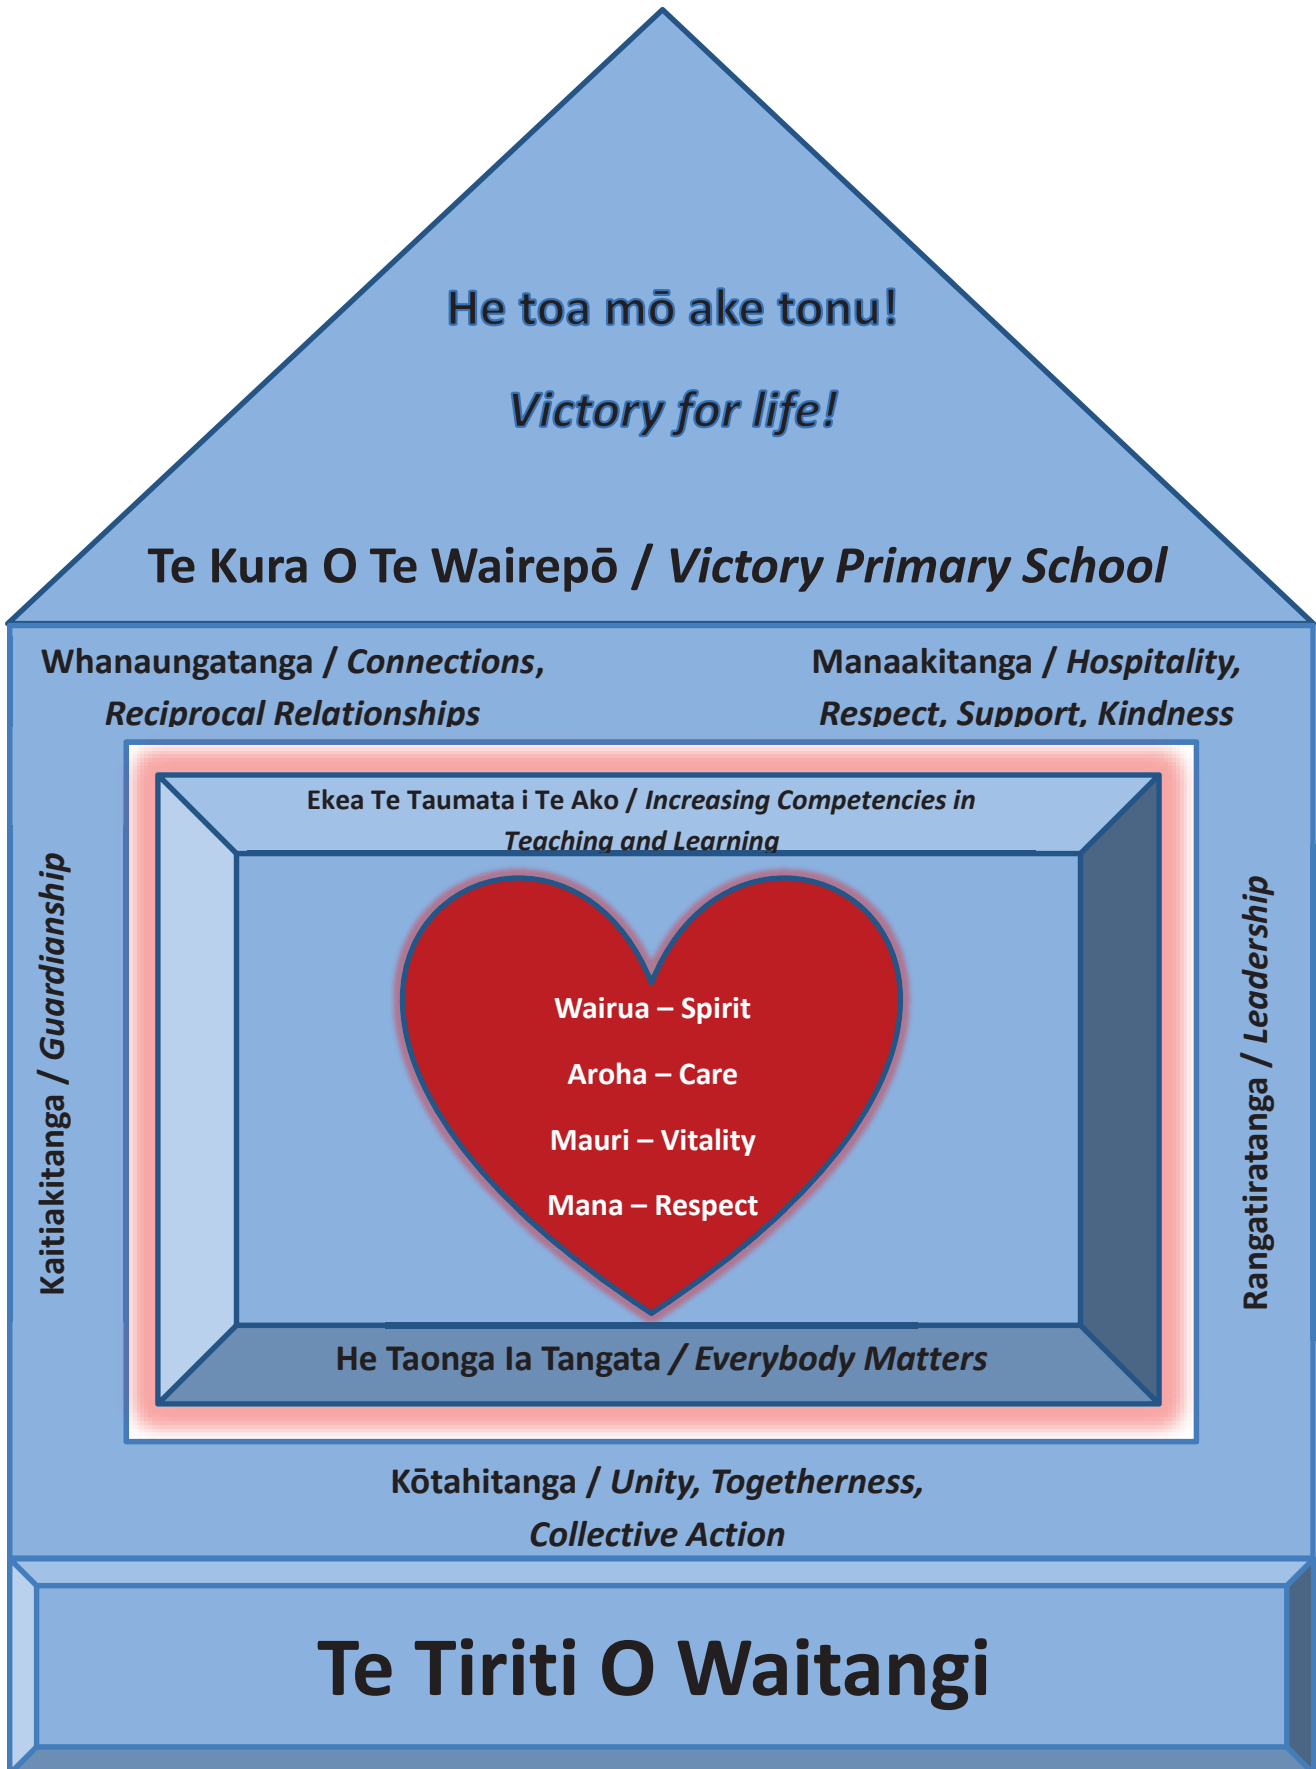 He toa mō ake tonu!
Victory for life!
Te Kura O Te Wairepō / Victory Primary School
Whanaungatanga / Connections,
Reciprocal Relationships
Manaakitanga / Hospitality,
Respect, Support, Kindness
Kaitiakitanga / Guardianship
Ekea Te Taumata i Te Ako / Increasing Competencies in
Teaching and Learning
Wairua – Spirit
Aroha – Care
Mauri – Vitality
Mana – Respect
He Taonga Ia Tangata / Everybody Matters
Rangatiratanga / Leadership
Kōtahitanga / Unity, Togetherness,
Collective Action
Te Tiriti O Waitangi